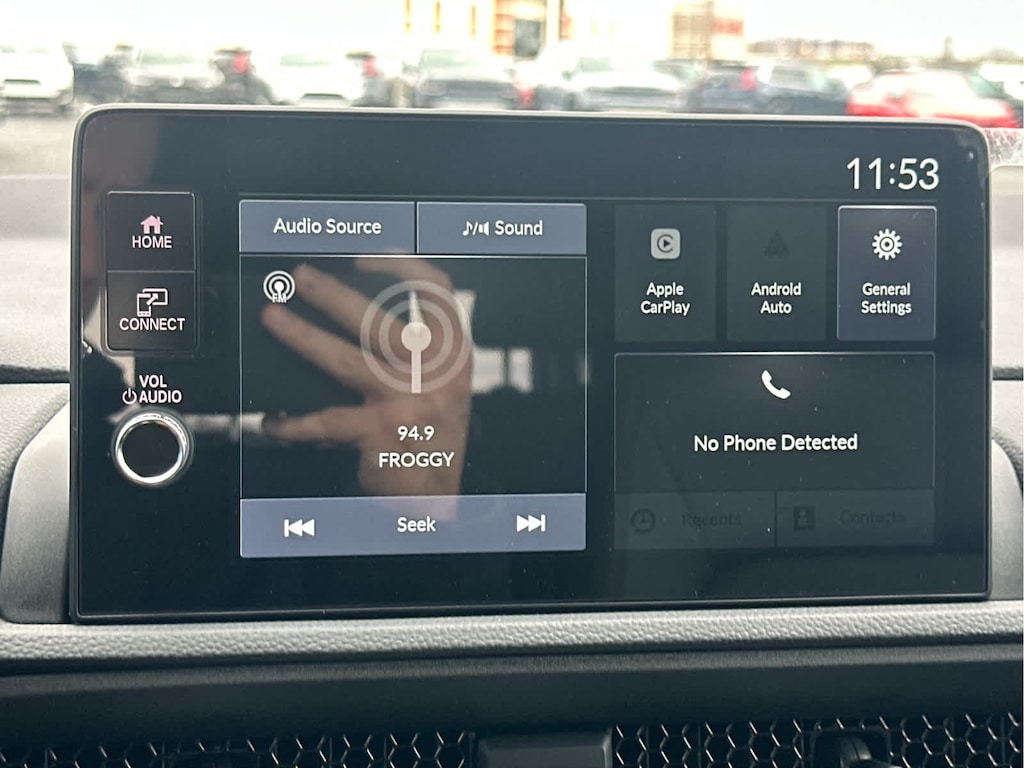 11:53
HOME
CONNECT
VOL
AUDIO
Audio Source
Sound
FM
94.9
FROGGY
Seek
Apple
CarPlay
Android
Auto
General
Settings
No Phone Detected
Recents
Contacts